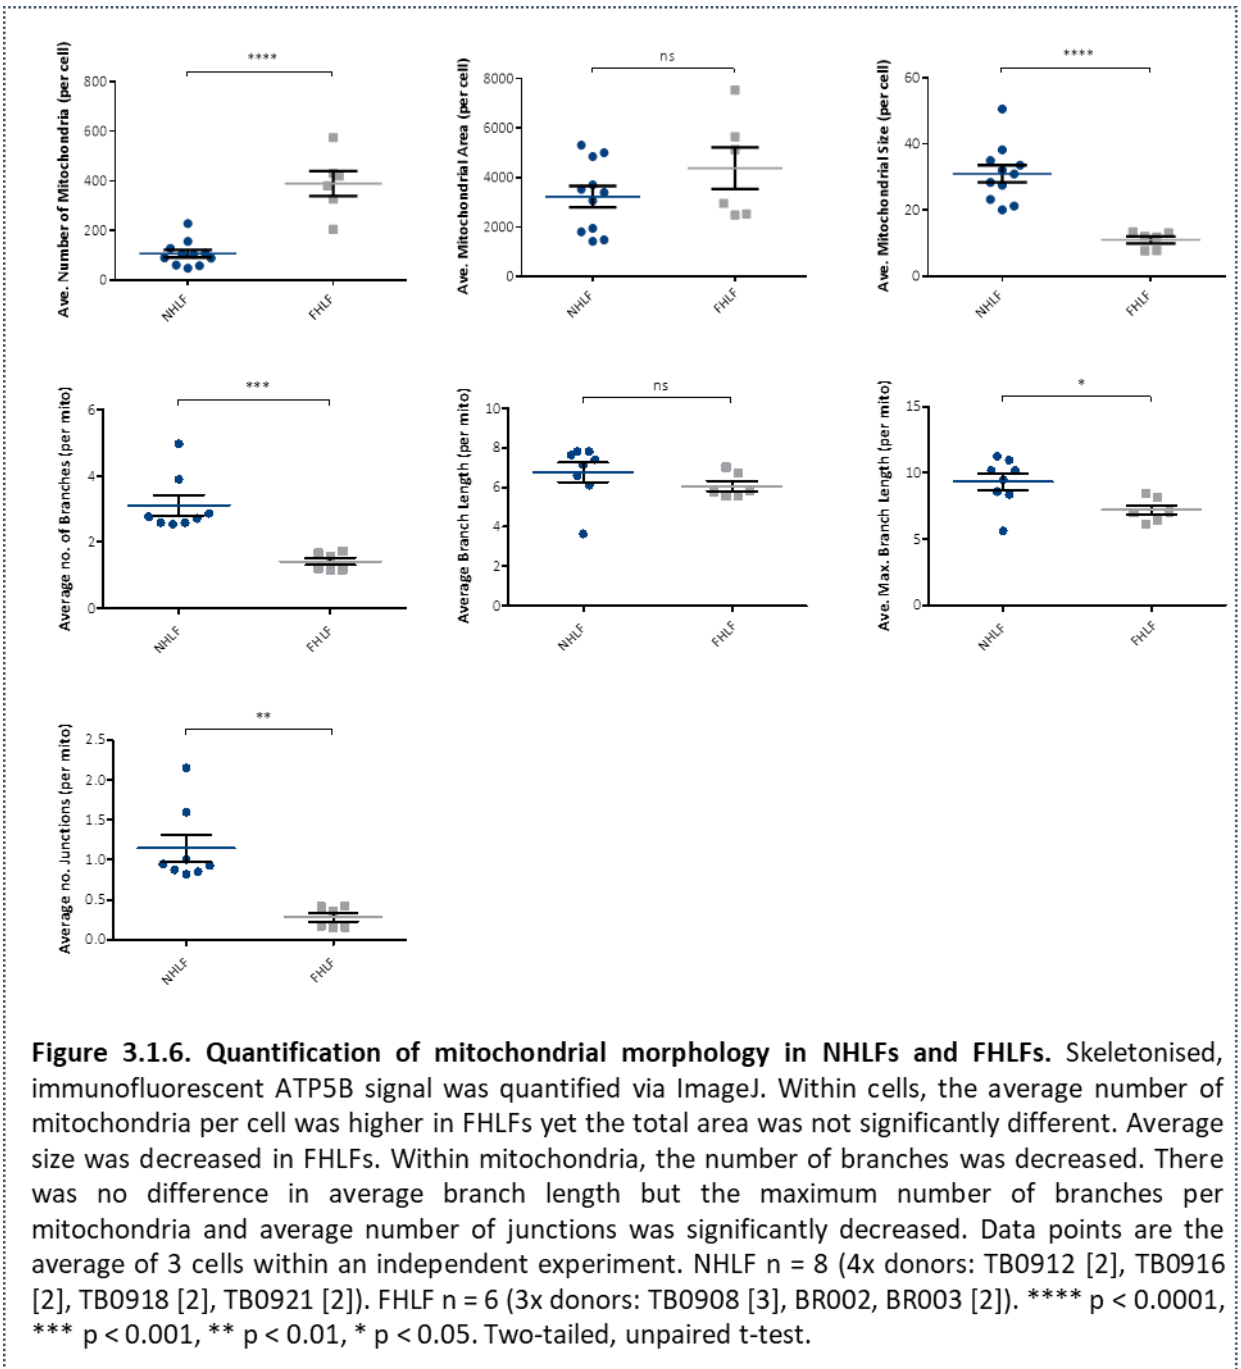 Ave. Number of Mitochondria (per cell)
800
600
400
200
0
****
NHLF
FHLF
Ave. Mitochondrial Area (per cell)
8000
6000
4000
2000
0
ns
NHLF
FHLF
Ave. Mitochondrial Size (per cell)
60
40
20
0
****
NHLF
FHLF
Average no. of Branches (per mito)
6
4
2
0
***
NHLF
FHLF
Average Branch Length (per mito)
10
8
6
4
2
0
ns
NHLF
FHLF
Ave. Max. Branch Length (per mito)
15
10
5
0
*
NHLF
FHLF
Average no. Junctions (per mito)
2.5
2.0
1.5
1.0
0.5
0.0
**
NHLF
FHLF
Figure 3.1.6. Quantification of mitochondrial morphology in NHLFs and FHLFs. Skeletonised,
immunofluorescent ATP5B signal was quantified via ImageJ. Within cells, the average number of
mitochondria per cell was higher in FHLFs yet the total area was not significantly different. Average
size was decreased in FHLFs. Within mitochondria, the number of branches was decreased. There
was no difference in average branch length but the maximum number of branches per
mitochondria and average number of junctions was significantly decreased. Data points are the
average of 3 cells within an independent experiment. NHLF n = 8 (4x donors: TB0912 [2], TB0916
[2], TB0918 [2], TB0921 [2]). FHLF n = 6 (3x donors: TB0908 [3], BR002, BR003 [2]). **** p < 0.0001,
*** p < 0.001, ** p < 0.01, * p < 0.05. Two-tailed, unpaired t-test.